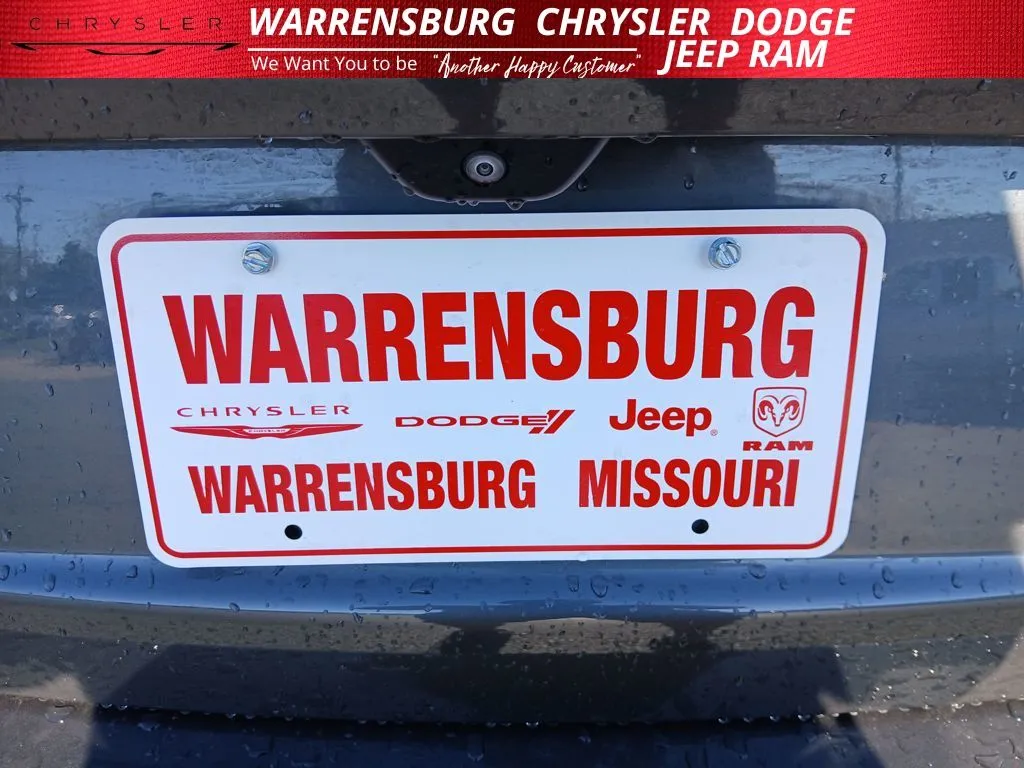 CHRYSLER
WARRENSBURG CHRYSLER DODGE
JEEP RAM
We Want You to be "Another Happy Customer"
WARRENSBURG
CHRYSLER DODGE Jeep RAM
CHRYSLER
WARRENSBURG MISSOURI